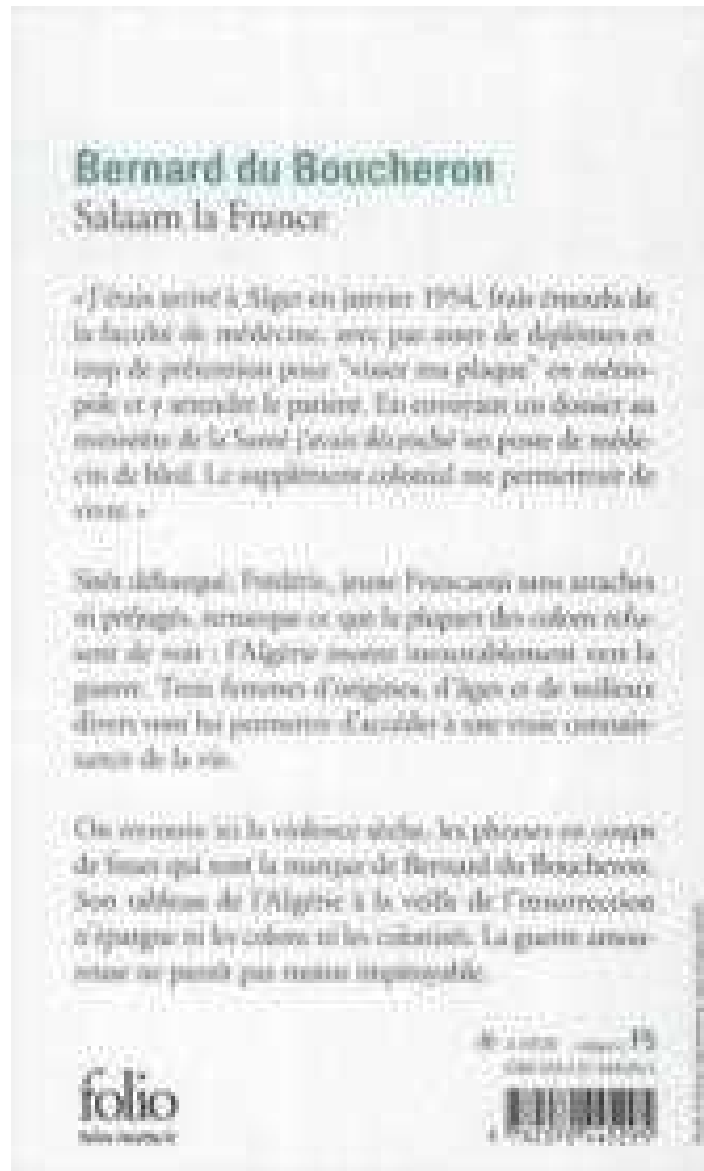 Bernard du Boucheron
Salaam la France
«J'étais arrivé à Alger en janvier 1954, frais émoulu de
la faculté de médecine, avec pas assez de diplômes et
trop de prétention pour "visser ma plaque" en métro-
pole et y attendre le patient. En envoyant un dossier au
ministère de la Santé j'avais décroché un poste de méde-
cin de bled. Le supplément colonial me permettrait de
vivre.»
Sitôt débarqué, Frédéric, jeune Francaoui sans attaches
ni préjugés, remarque ce que la plupart des colons refu-
sent de voir : l'Algérie avance inexorablement vers la
guerre. Trois femmes d'origines, d'âges et de milieux
divers vont lui permettre d'accéder à une vraie connais-
sance de la vie.
On retrouve ici la violence sèche, les phrases en coups
de fouet qui sont la marque de Bernard du Boucheron.
Son tableau de l'Algérie à la veille de l'insurrection
n'épargne ni les colons ni les colonisés. La guerre amou-
reuse ne paraît pas moins impitoyable.
folio